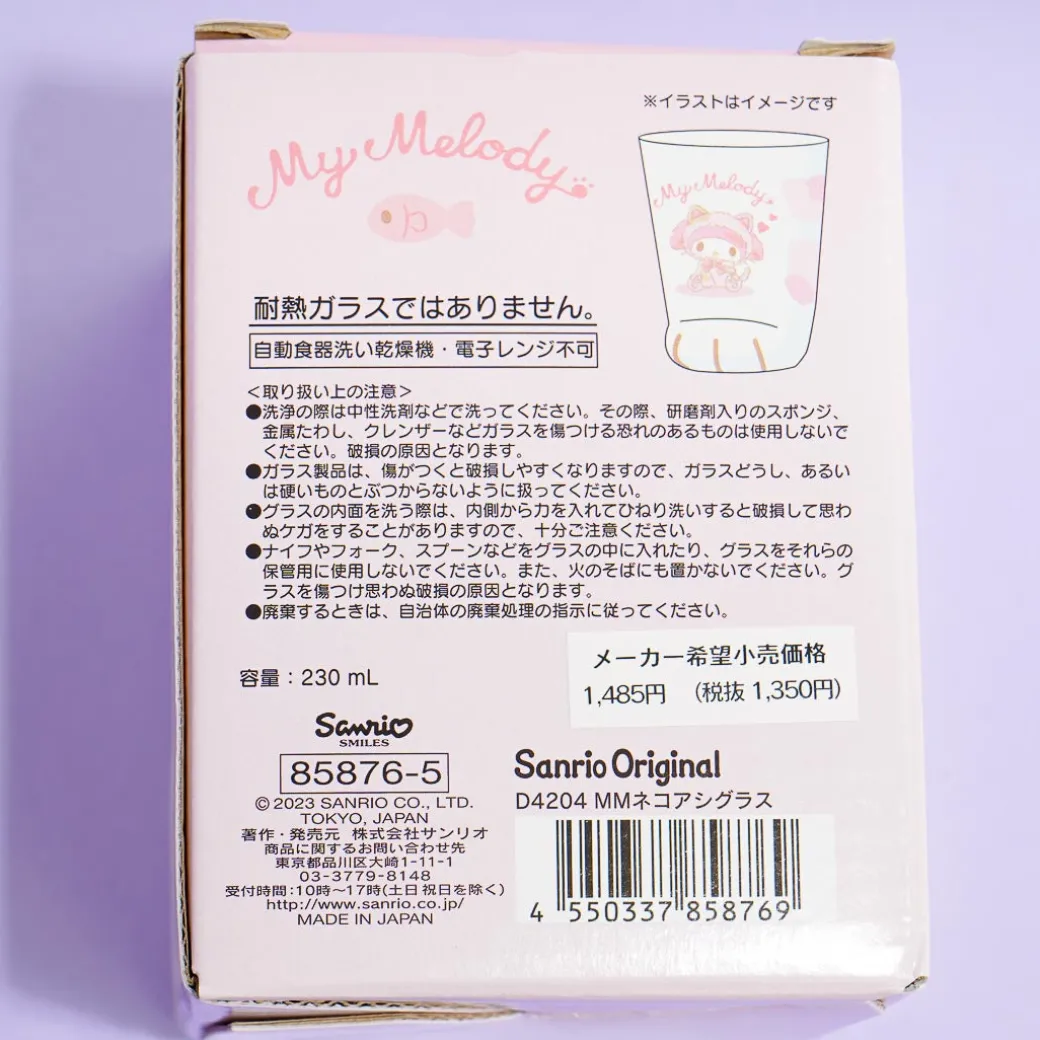 ※イラストはイメージです
My Melody
My Melody
耐熱ガラスではありません。
自動食器洗い乾燥機・電子レンジ不可
＜取り扱い上の注意＞
●洗浄の際は中性洗剤などで洗ってください。その際、研磨剤入りのスポンジ、
金属たわし、クレンザーなどガラスを傷つける恐れのあるものは使用しないで
ください。破損の原因となります。
●ガラス製品は、傷がつくと破損しやすくなりますので、ガラスどうし、あるい
は硬いものとぶつからないように扱ってください。
●グラスの内面を洗う際は、内側から力を入れてひねり洗いすると破損して思わ
ぬケガをすることがありますので、十分ご注意ください。
●ナイフやフォーク、スプーンなどをグラスの中に入れたり、グラスをそれらの
保管用に使用しないでください。また、火のそばにも置かないでください。グ
ラスを傷つけ思わぬ破損の原因となります。
●廃棄するときは、自治体の廃棄処理の指示に従ってください。
メーカー希望小売価格
1,485円 （税抜 1,350円）
容量：230 mL
Sanrio
SMILES
85876-5
© 2023 SANRIO CO., LTD.
TOKYO, JAPAN
著作・発売元 株式会社サンリオ
商品に関するお問い合わせ先
東京都品川区大崎1-11-1
03-3779-8148
受付時間：10時〜17時(土日祝日を除く)
http://www.sanrio.co.jp/
MADE IN JAPAN
Sanrio Original
D4204 MMネコアシグラス
4 550337 858769